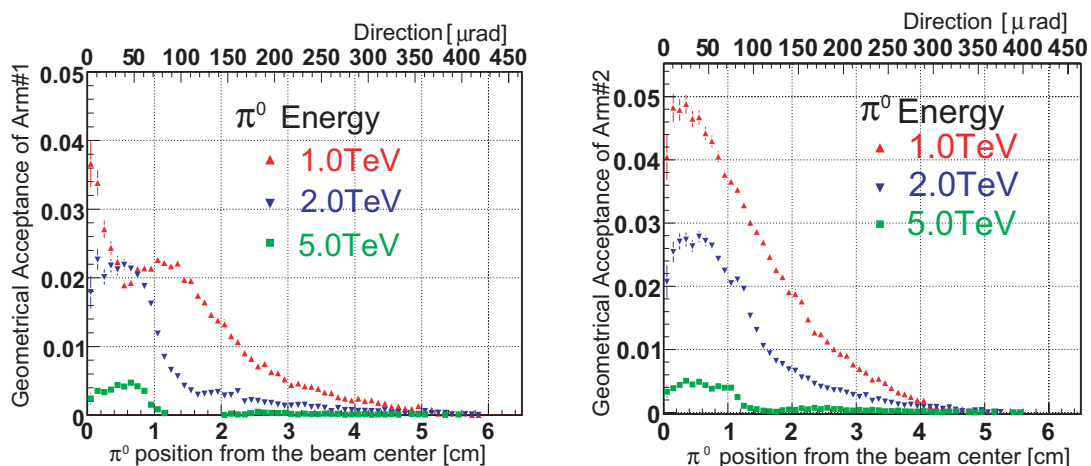 Direction [ μrad]
0 50 100 150 200 250 300 350 400 450
Geometrical Acceptance of Arm#1
0.05
0.04
0.03
0.02
0.01
0
π⁰ Energy
1.0TeV
2.0TeV
5.0TeV
0 1 2 3 4 5 6
π⁰ position from the beam center [cm]
Direction [ μ rad]
0 50 100 150 200 250 300 350 400 450
Geometrical Acceptance of Arm#2
0.05
0.04
0.03
0.02
0.01
0
π⁰ Energy
1.0TeV
2.0TeV
5.0TeV
0 1 2 3 4 5 6
π⁰ position from the beam center [cm]